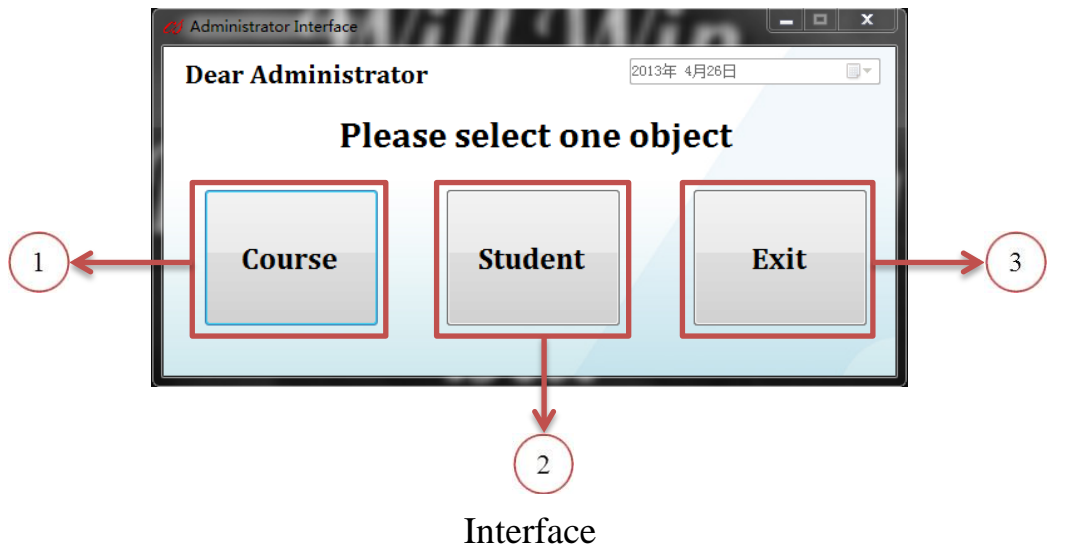 Administrator Interface
Dear Administrator
2013年 4月26日
Please select one object
Course
Student
Exit
1
3
2
Interface